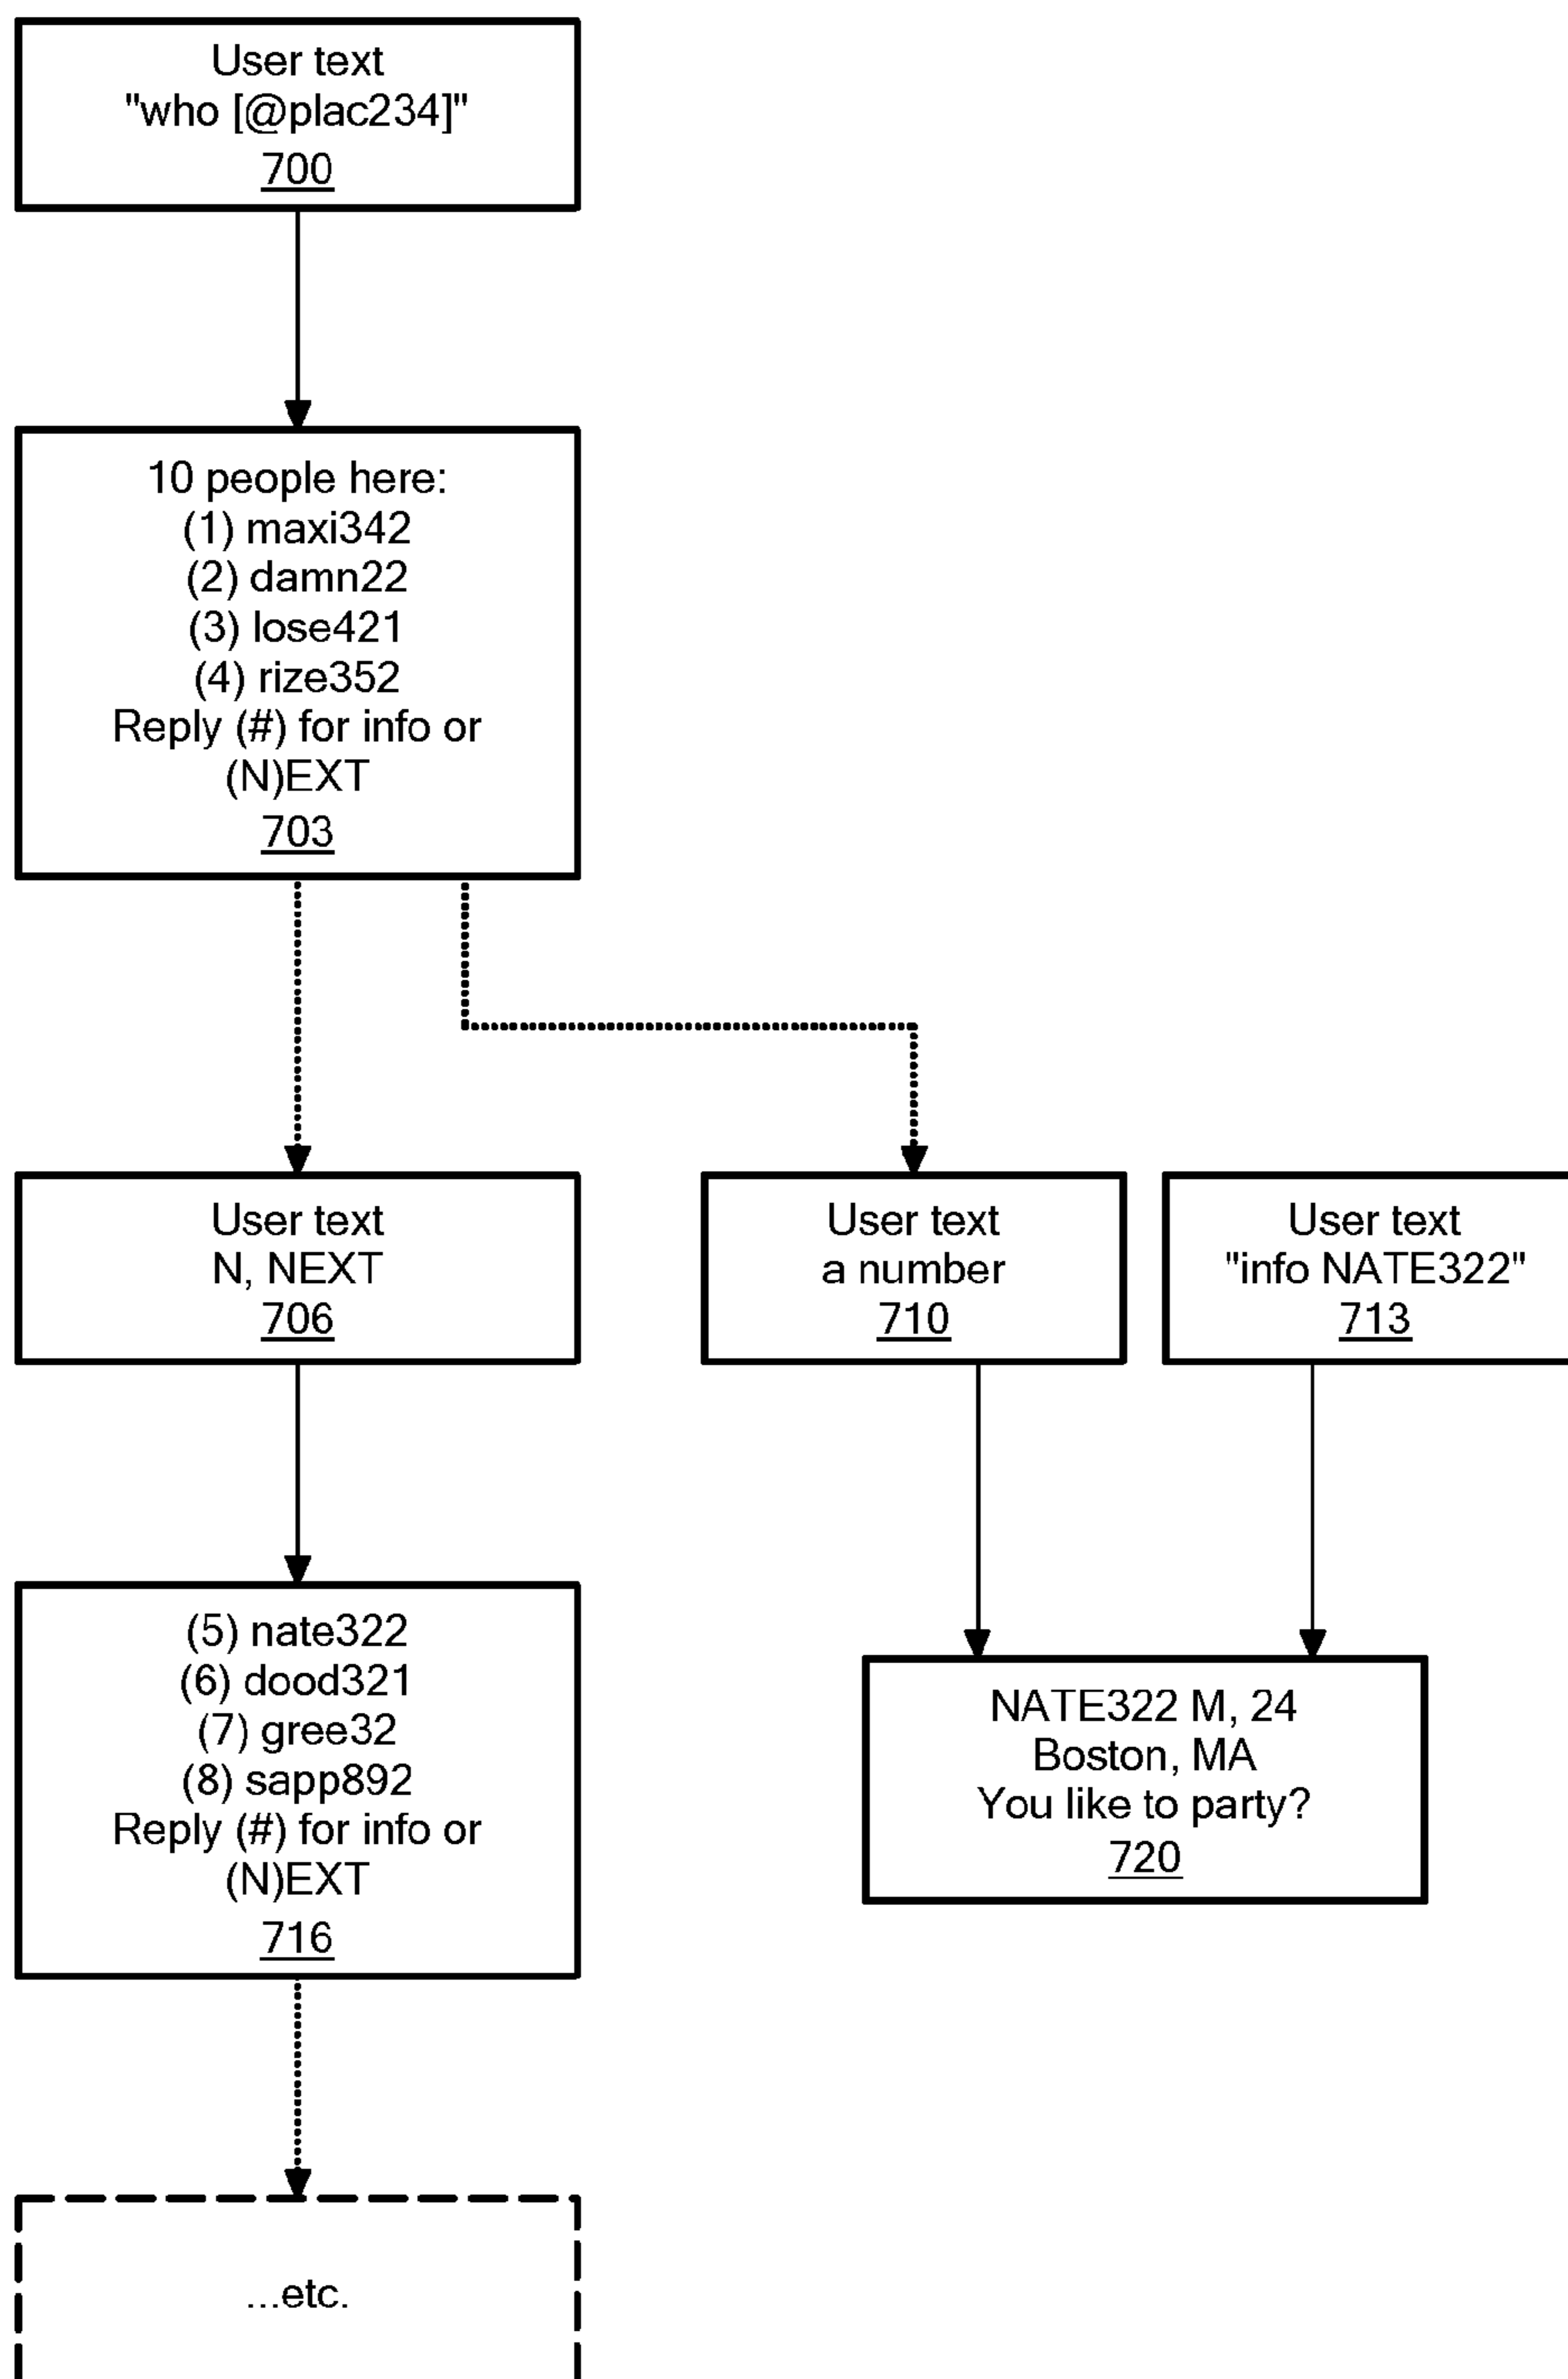 User text
"who [@plac234]"
700
10 people here:
(1) maxi342
(2) damn22
(3) lose421
(4) rize352
Reply (#) for info or
(N)EXT
703
User text
N, NEXT
706
User text
a number
710
User text
"info NATE322"
713
(5) nate322
(6) dood321
(7) gree32
(8) sapp892
Reply (#) for info or
(N)EXT
716
NATE322 M, 24
Boston, MA
You like to party?
720
...etc.